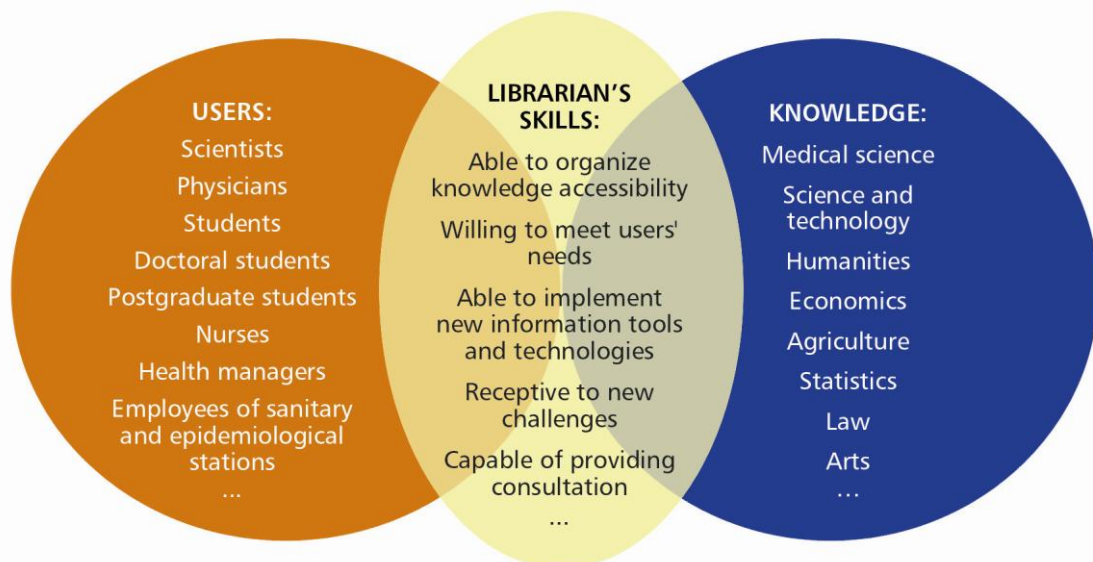 USERS:
Scientists
Physicians
Students
Doctoral students
Postgraduate students
Nurses
Health managers
Employees of sanitary
and epidemiological
stations
...
LIBRARIAN’S
SKILLS:
Able to organize
knowledge accessibility
Willing to meet users'
needs
Able to implement
new information tools
and technologies
Receptive to new
challenges
Capable of providing
consultation
...
KNOWLEDGE:
Medical science
Science and
technology
Humanities
Economics
Agriculture
Statistics
Law
Arts
...